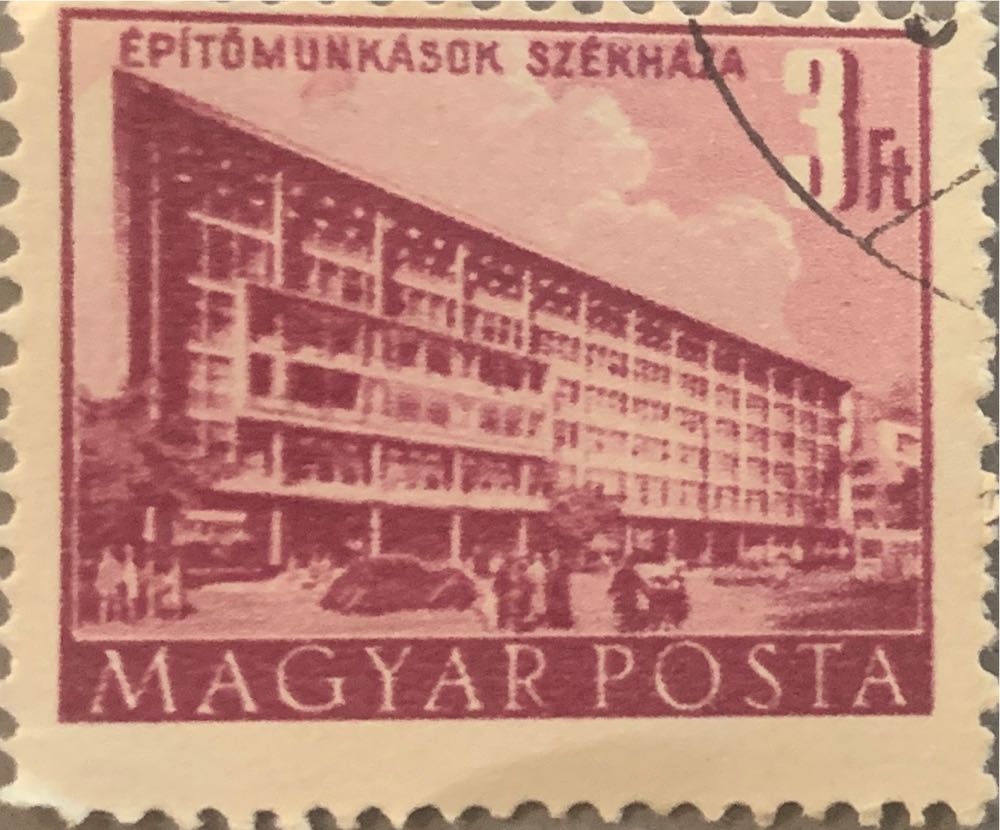 ÉPÍTŐMUNKÁSOK SZÉKHÁZA
3 Ft
MAGYAR POSTA